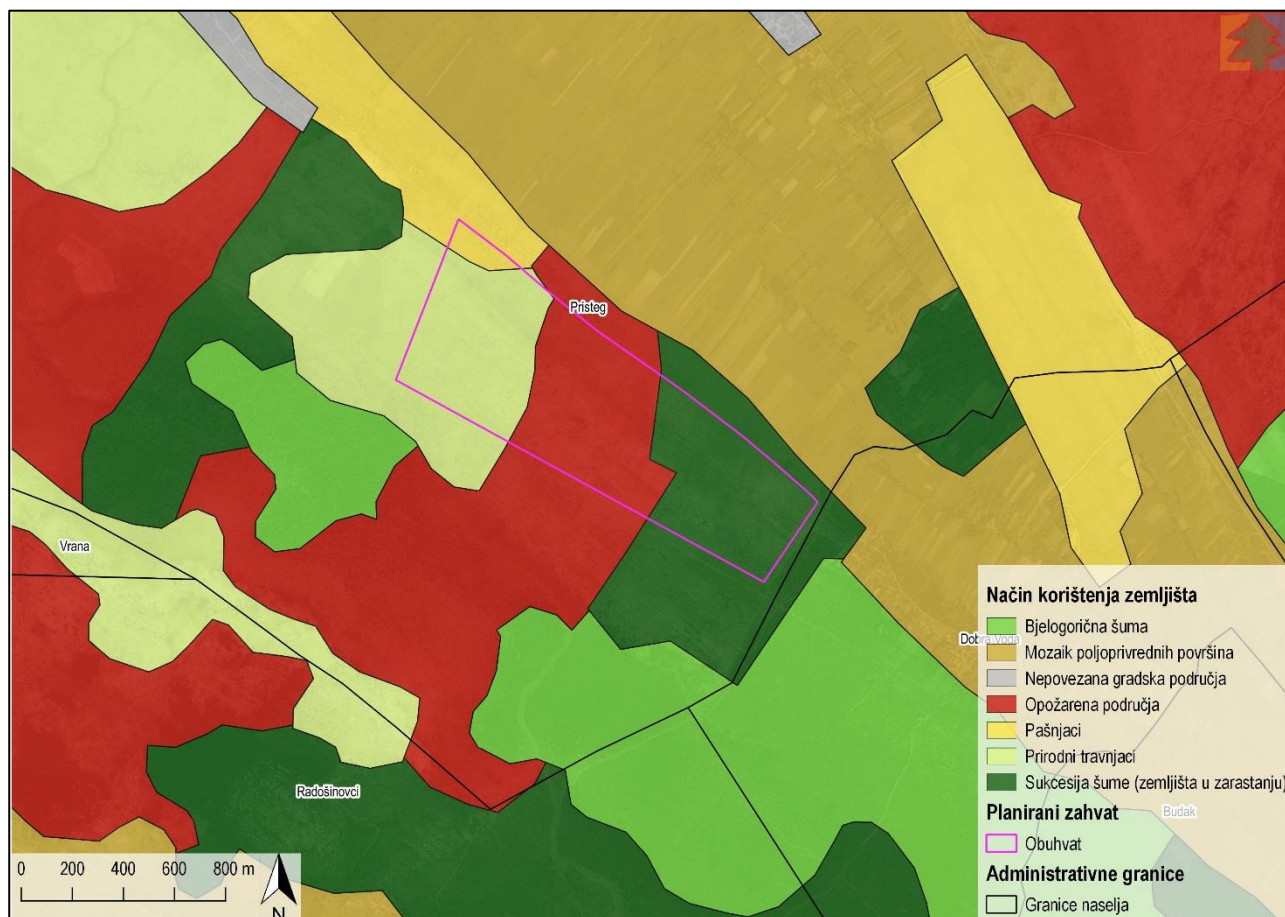 Pristeg
Vrana
Dobra Voda
Radošinovci
Budak
Način korištenja zemljišta
Bjelogorična šuma
Mozaik poljoprivrednih površina
Nepovezana gradska područja
Opožarena područja
Pašnjaci
Prirodni travnjaci
Sukcesija šume (zemljišta u zarastanju)
Planirani zahvat
Obuhvat
Administrativne granice
Granice naselja
0 200 400 600 800 m
N